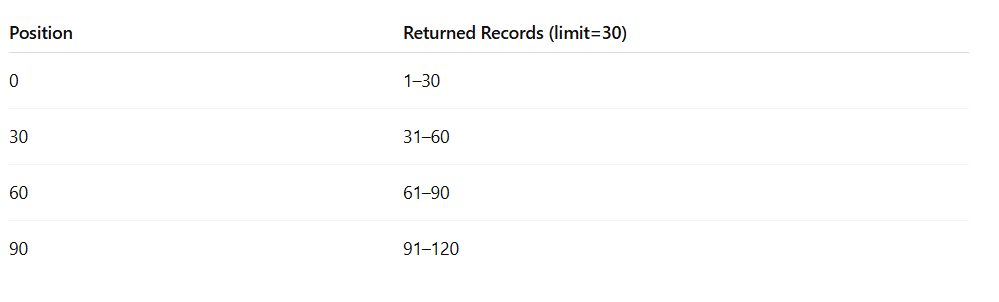 Position Returned Records (limit=30)
0 1–30
30 31–60
60 61–90
90 91–120